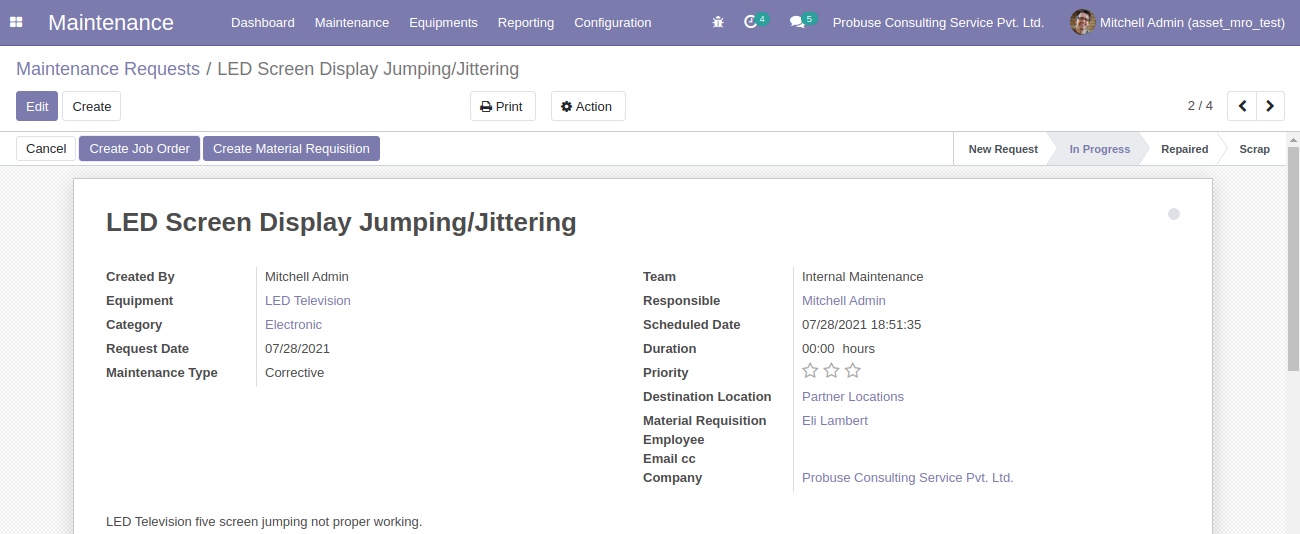 Maintenance Dashboard Maintenance Equipments Reporting Configuration 4 5 Probuse Consulting Service Pvt. Ltd. Mitchell Admin (asset_mro_test)
Maintenance Requests / LED Screen Display Jumping/Jittering
Edit Create Print Action 2 / 4
Cancel Create Job Order Create Material Requisition New Request In Progress Repaired Scrap
LED Screen Display Jumping/Jittering
Created By Mitchell Admin
Equipment LED Television
Category Electronic
Request Date 07/28/2021
Maintenance Type Corrective
Team Internal Maintenance
Responsible Mitchell Admin
Scheduled Date 07/28/2021 18:51:35
Duration 00:00 hours
Priority
Destination Location Partner Locations
Material Requisition Eli Lambert
Employee
Email cc
Company Probuse Consulting Service Pvt. Ltd.
LED Television five screen jumping not proper working.